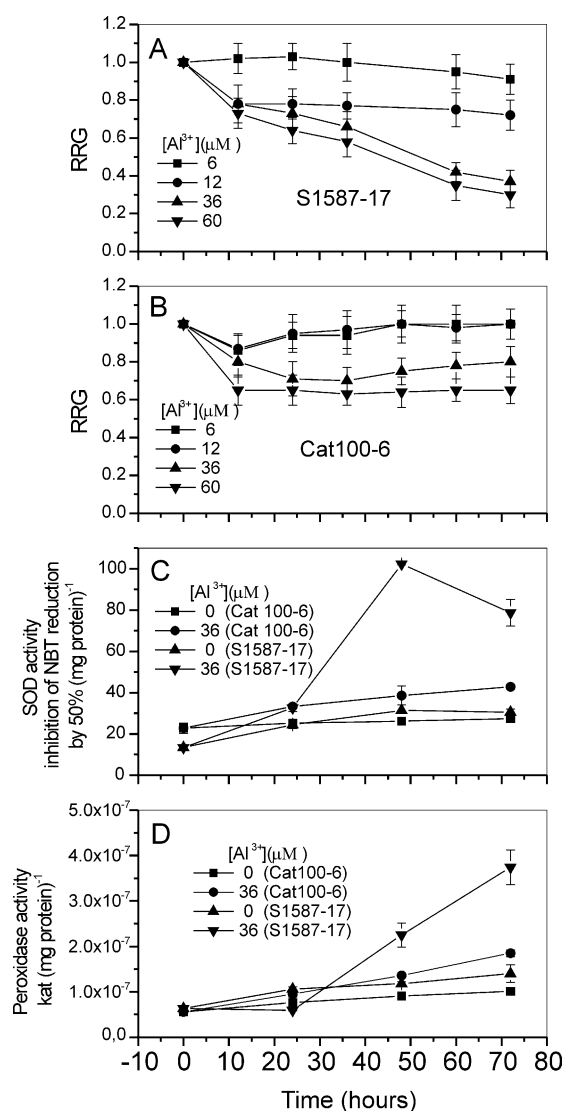 A
1.2
1.0
0.8
0.6
0.4
0.2
0.0
RRG
[Al³⁺](μM )
6
12
36
60
S1587-17
B
1.2
1.0
0.8
0.6
0.4
0.2
0.0
RRG
[Al³⁺](μM )
6
12
36
60
Cat100-6
C
100
80
60
40
20
0
SOD activity
inhibition of NBT reduction
by 50% (mg protein)⁻¹
[Al ³⁺](μM )
0 (Cat 100-6)
36 (Cat 100-6)
0 (S1587-17)
36 (S1587-17)
D
5.0x10⁻⁷
4.0x10⁻⁷
3.0x10⁻⁷
2.0x10⁻⁷
1.0x10⁻⁷
0,0
Peroxidase activity
kat (mg protein)⁻¹
[Al ³⁺](μM )
0 (Cat100-6)
36 (Cat100-6)
0 (S1587-17)
36 (S1587-17)
-10 0 10 20 30 40 50 60 70 80
Time (hours)